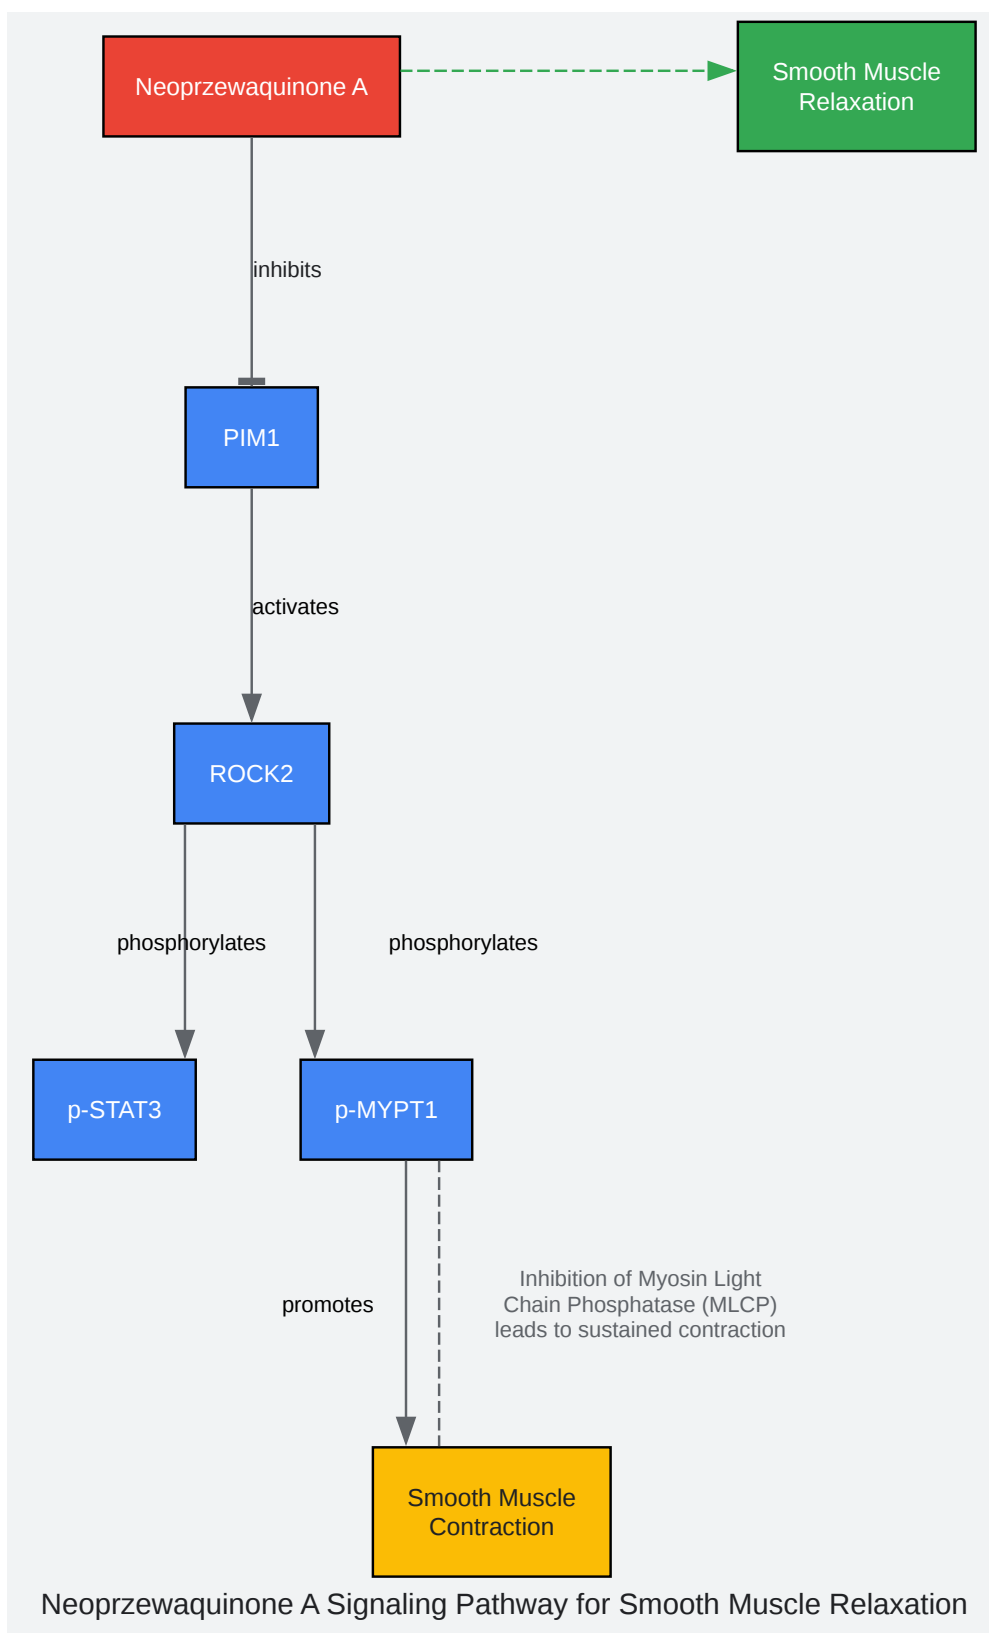 Neoprzewaquinone A
Smooth Muscle
Relaxation
inhibits
PIM1
activates
ROCK2
phosphorylates
phosphorylates
p-STAT3
p-MYPT1
promotes
Inhibition of Myosin Light
Chain Phosphatase (MLCP)
leads to sustained contraction
Smooth Muscle
Contraction
Neoprzewaquinone A Signaling Pathway for Smooth Muscle Relaxation